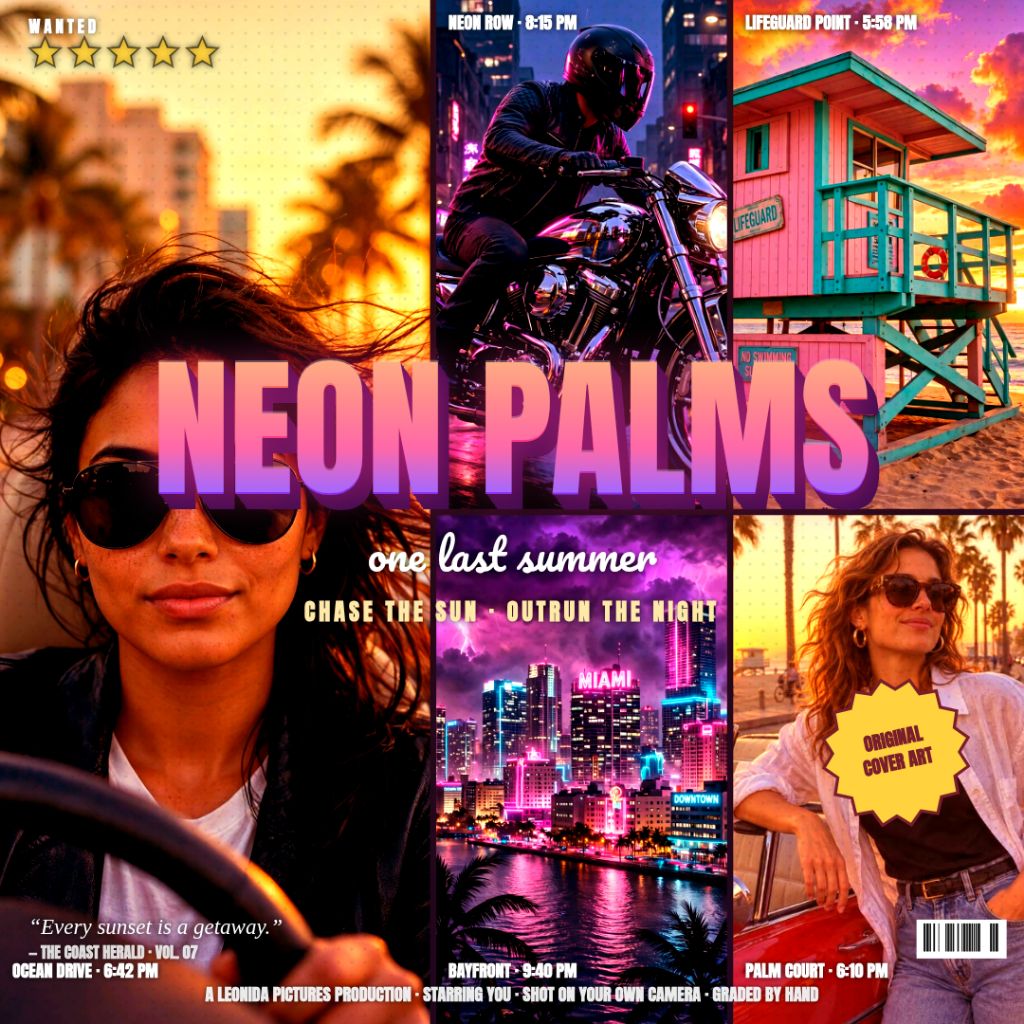 WANTED
NEON ROW · 8:15 PM
LIFEGUARD POINT · 5:58 PM
LIFEGUARD
NO SWIMMING
NEON PALMS
one last summer
CHASE THE SUN · OUTRUN THE NIGHT
MIAMI
DOWNTOWN
ORIGINAL
COVER ART
“Every sunset is a getaway.”
– THE COAST HERALD · VOL. 07
OCEAN DRIVE · 6:42 PM
BAYFRONT · 9:40 PM
PALM COURT · 6:10 PM
A LEONIDA PICTURES PRODUCTION · STARRING YOU · SHOT ON YOUR OWN CAMERA · GRADED BY HAND